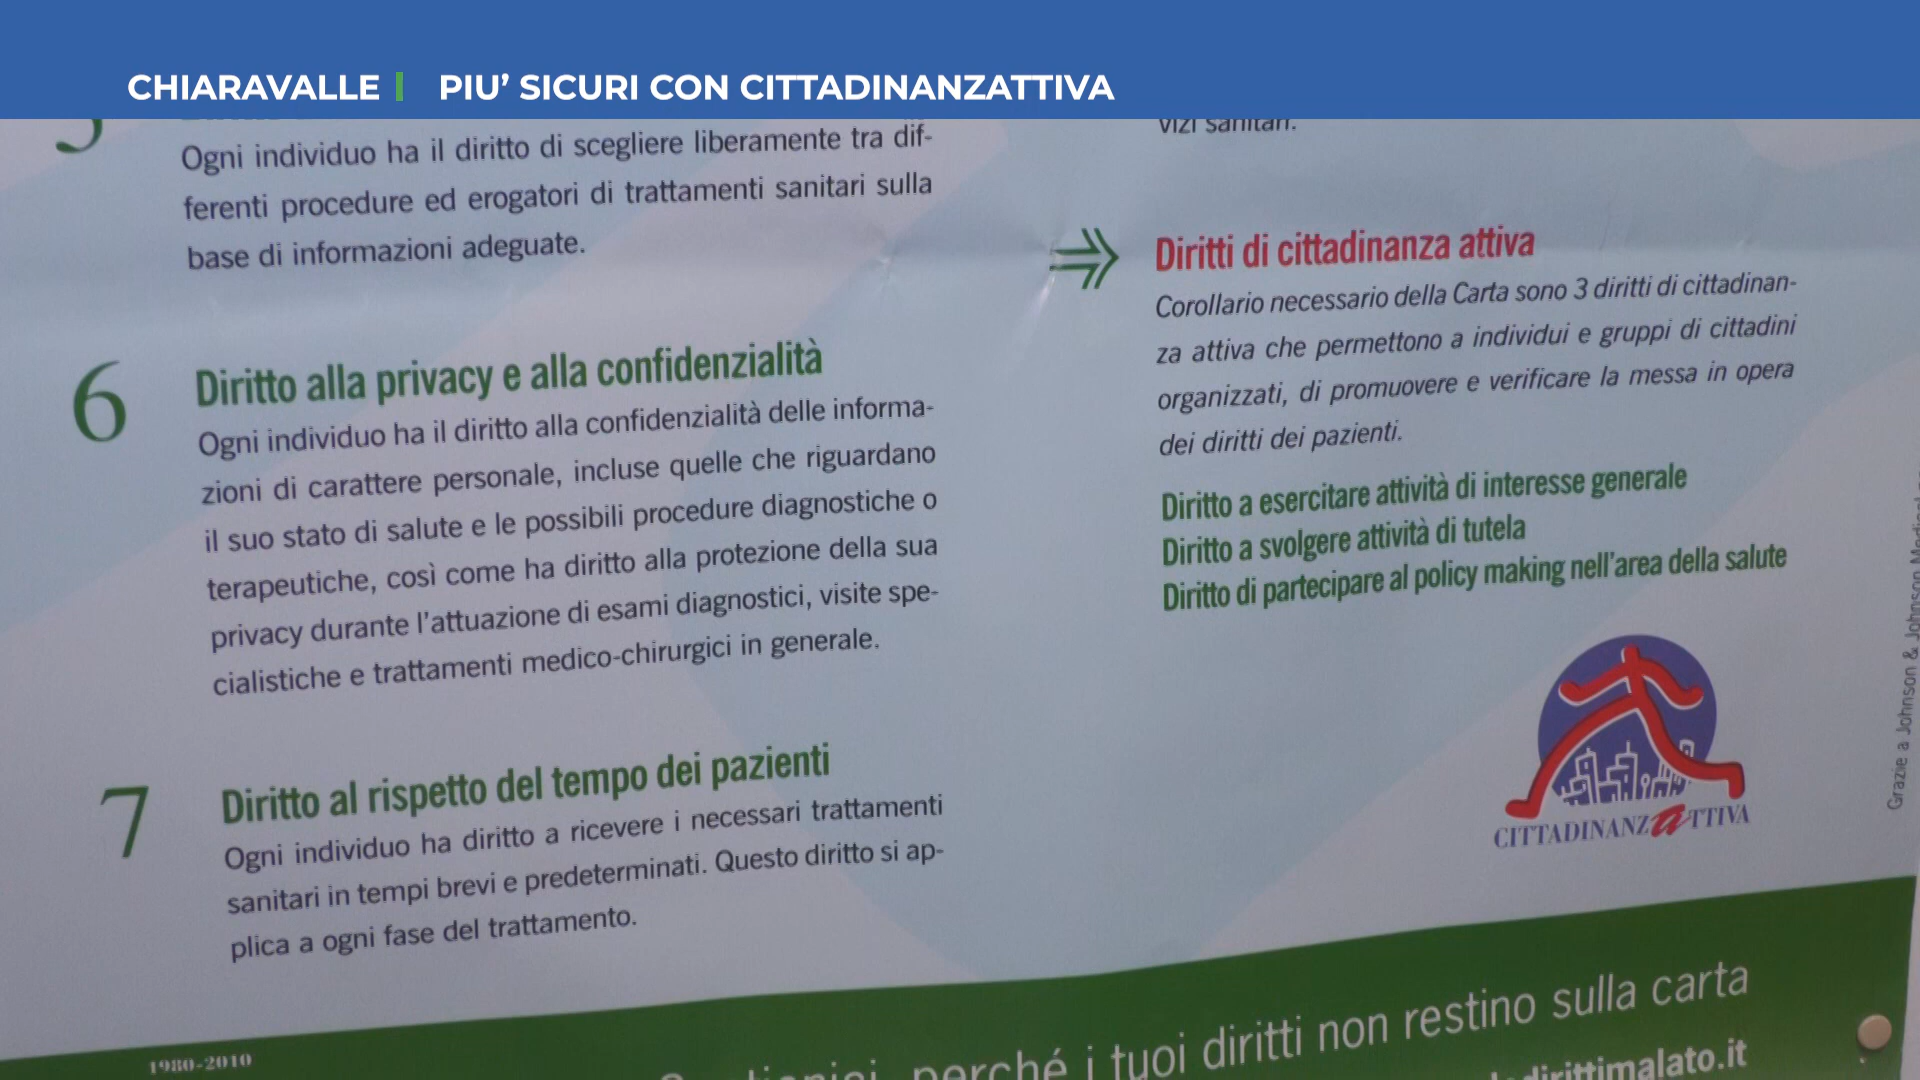 CHIARAVALLE PIU' SICURI CON CITTADINANZATTIVA
5
Ogni individuo ha il diritto di scegliere liberamente tra dif-
ferenti procedure ed erogatori di trattamenti sanitari sulla
base di informazioni adeguate.
6
Diritto alla privacy e alla confidenzialità
Ogni individuo ha il diritto alla confidenzialità delle informa-
zioni di carattere personale, incluse quelle che riguardano
il suo stato di salute e le possibili procedure diagnostiche o
terapeutiche, così come ha diritto alla protezione della sua
privacy durante l'attuazione di esami diagnostici, visite spe-
cialistiche e trattamenti medico-chirurgici in generale.
7
Diritto al rispetto del tempo dei pazienti
Ogni individuo ha diritto a ricevere i necessari trattamenti
sanitari in tempi brevi e predeterminati. Questo diritto si ap-
plica a ogni fase del trattamento.
vizi sanitari.
Diritti di cittadinanza attiva
Corollario necessario della Carta sono 3 diritti di cittadinan-
za attiva che permettono a individui e gruppi di cittadini
organizzati, di promuovere e verificare la messa in opera
dei diritti dei pazienti.
Diritto a esercitare attività di interesse generale
Diritto a svolgere attività di tutela
Diritto di partecipare al policy making nell'area della salute
CITTADINANZATTIVA
Grazie a Johnson & Johnson
1980-2010
perché i tuoi diritti non restino sulla carta
dirittimalato.it